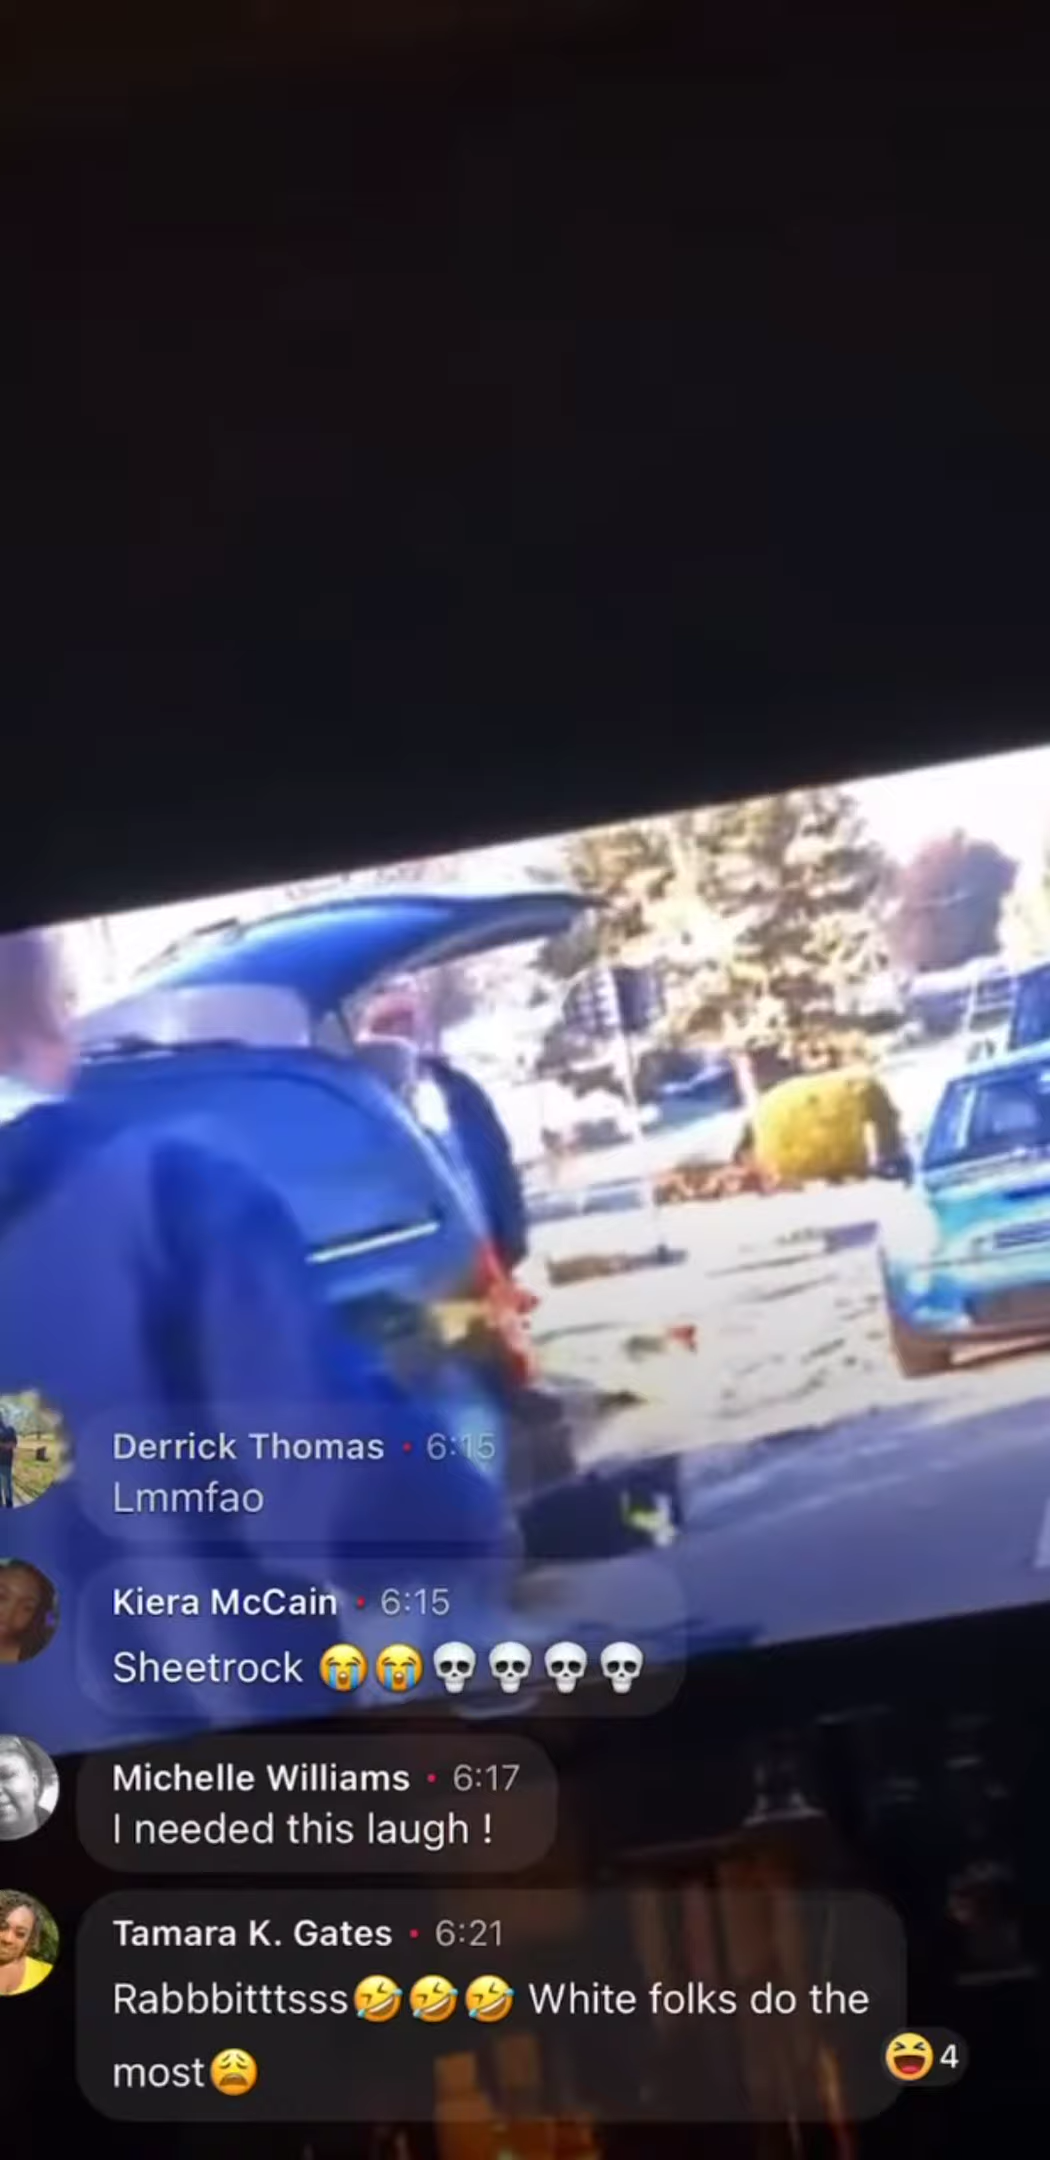 Derrick Thomas • 6:15
Lmmfao
Kiera McCain • 6:15
Sheetrock 😭😭💀💀💀💀
Michelle Williams • 6:17
I needed this laugh !
Tamara K. Gates • 6:21
Rabbbitttsss🤣🤣🤣 White folks do the
most😩
😆 4